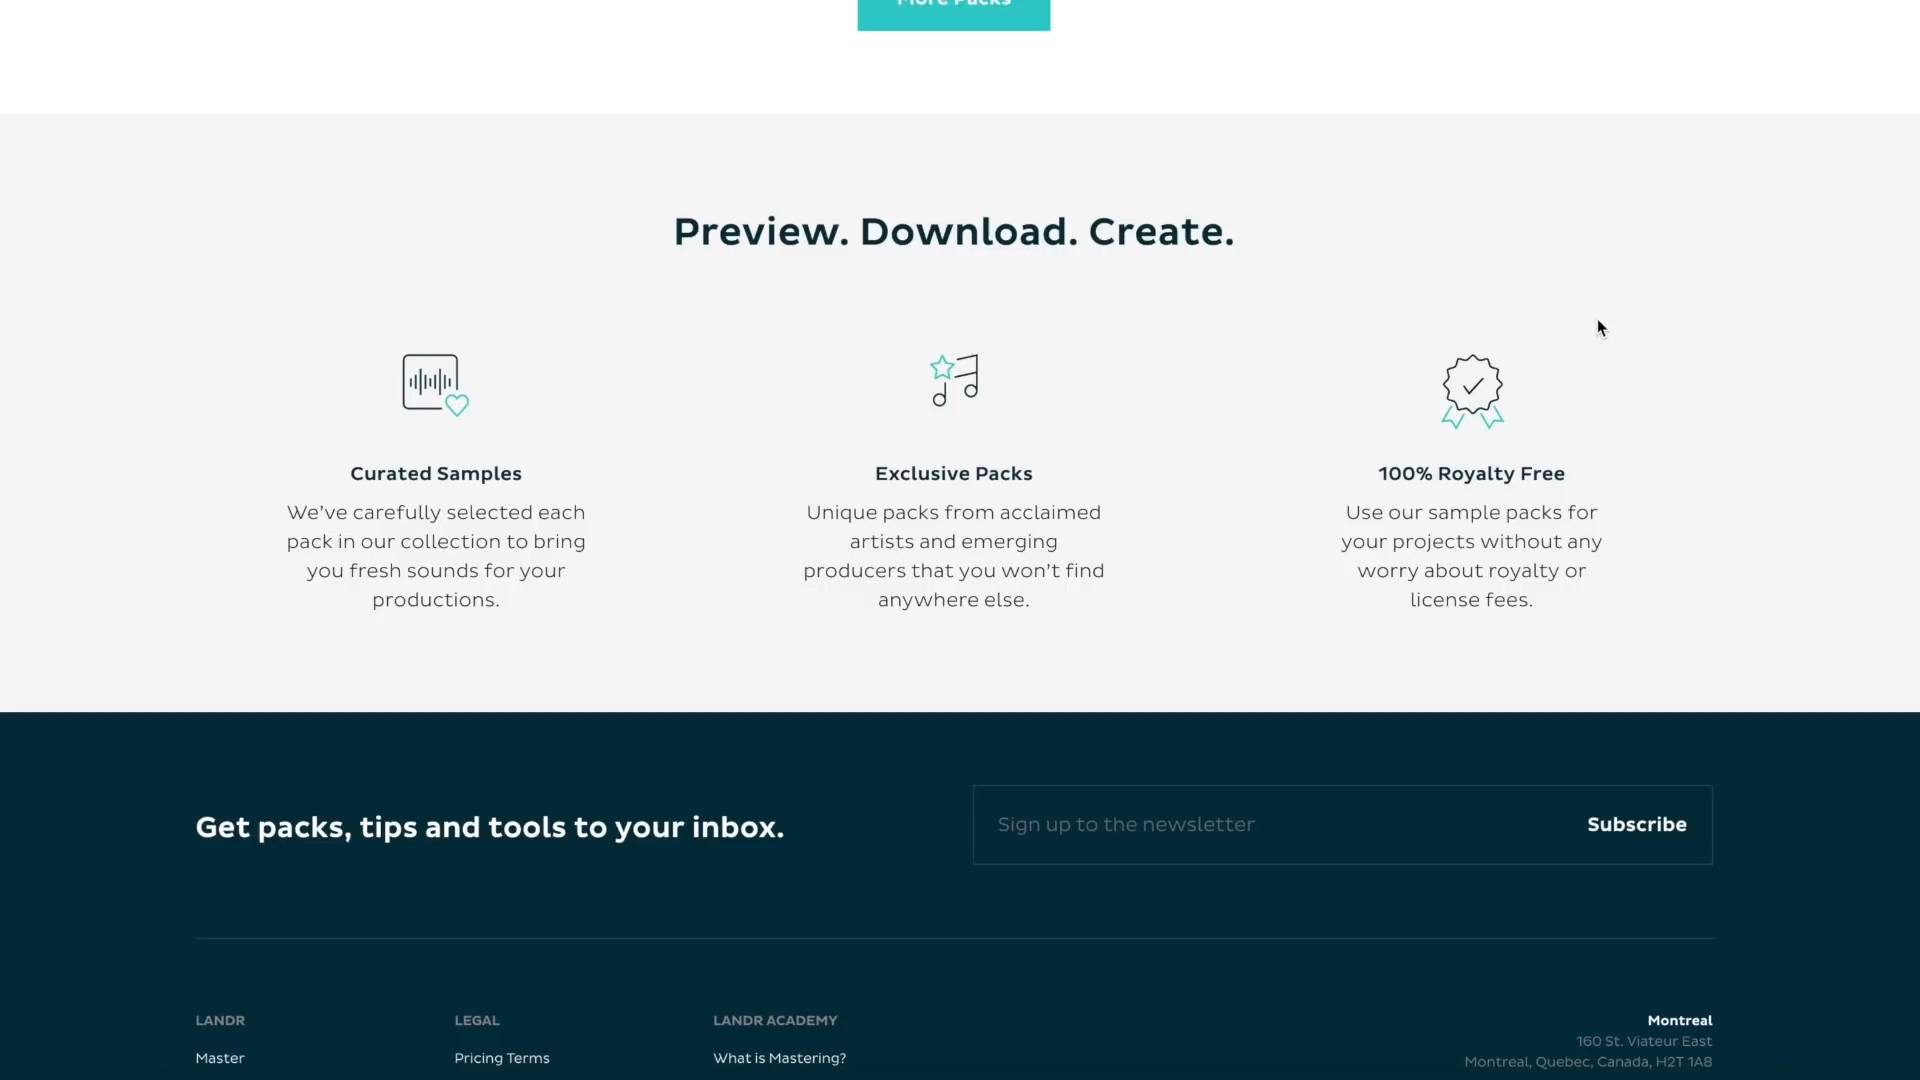 More Packs
Preview. Download. Create.
Curated Samples
We've carefully selected each
pack in our collection to bring
you fresh sounds for your
productions.
Exclusive Packs
Unique packs from acclaimed
artists and emerging
producers that you won't find
anywhere else.
100% Royalty Free
Use our sample packs for
your projects without any
worry about royalty or
license fees.
Get packs, tips and tools to your inbox.
Sign up to the newsletter
Subscribe
LANDR
Master
LEGAL
Pricing Terms
LANDR ACADEMY
What is Mastering?
Montreal
160 St. Viateur East
Montreal, Quebec, Canada, H2T 1A8